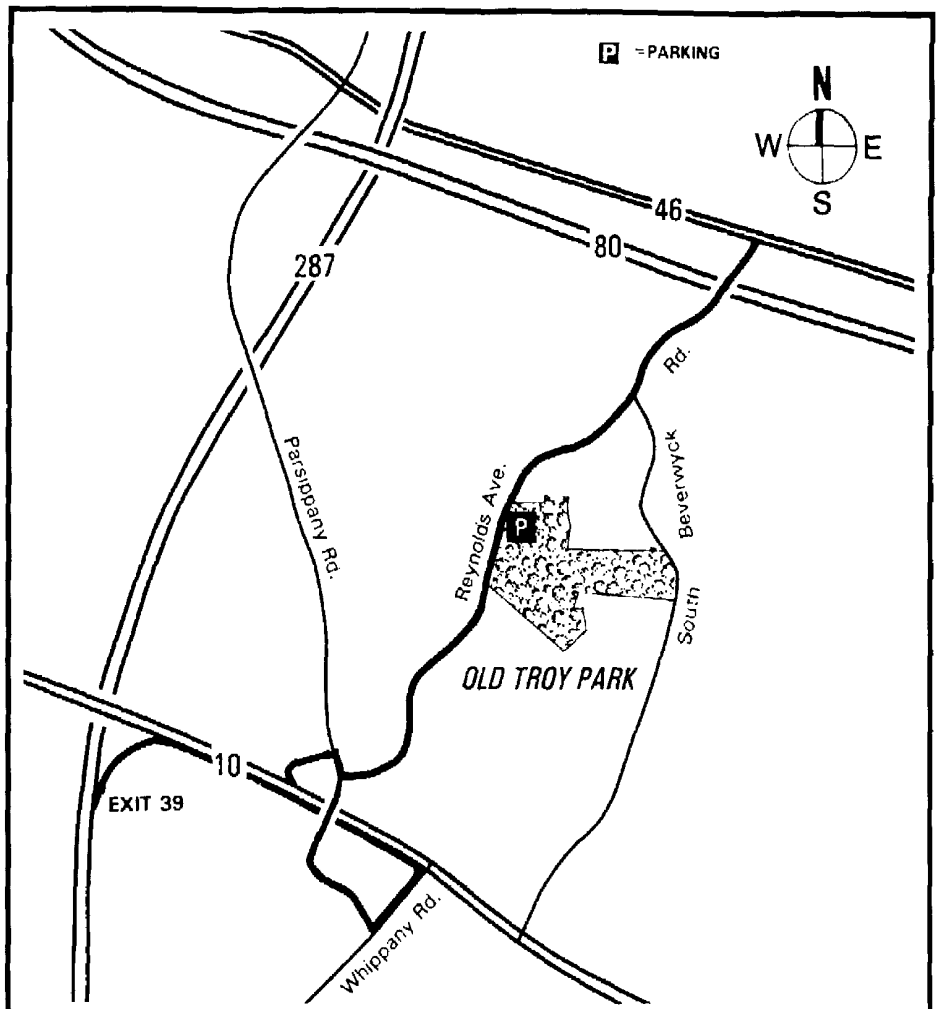 P =PARKING
N
W E
S
46
80
287
Rd.
Beverwyck
Parsippany Rd.
Reynolds Ave.
P
South
OLD TROY PARK
10
EXIT 39
Whippany Rd.